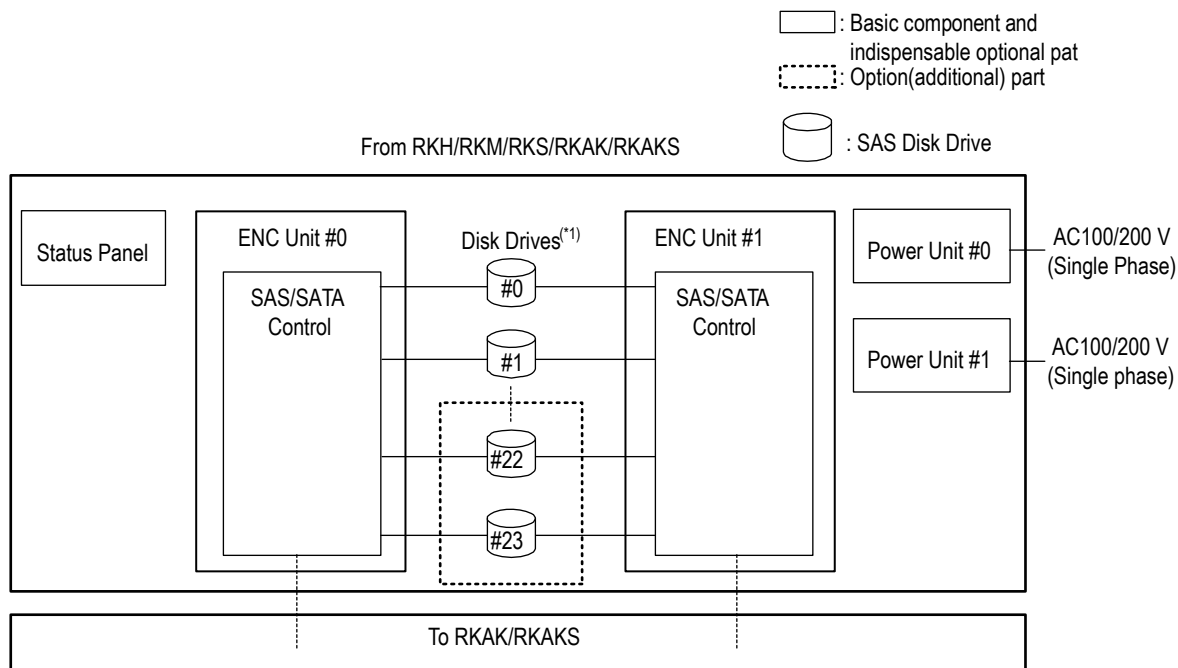 : Basic component and
indispensable optional pat
: Option(additional) part
: SAS Disk Drive
From RKH/RKM/RKS/RKAK/RKAKS
Status Panel
ENC Unit #0
SAS/SATA
Control
Disk Drives(*1)
#0
#1
#22
#23
ENC Unit #1
SAS/SATA
Control
Power Unit #0
AC100/200 V
(Single Phase)
Power Unit #1
AC100/200 V
(Single phase)
To RKAK/RKAKS